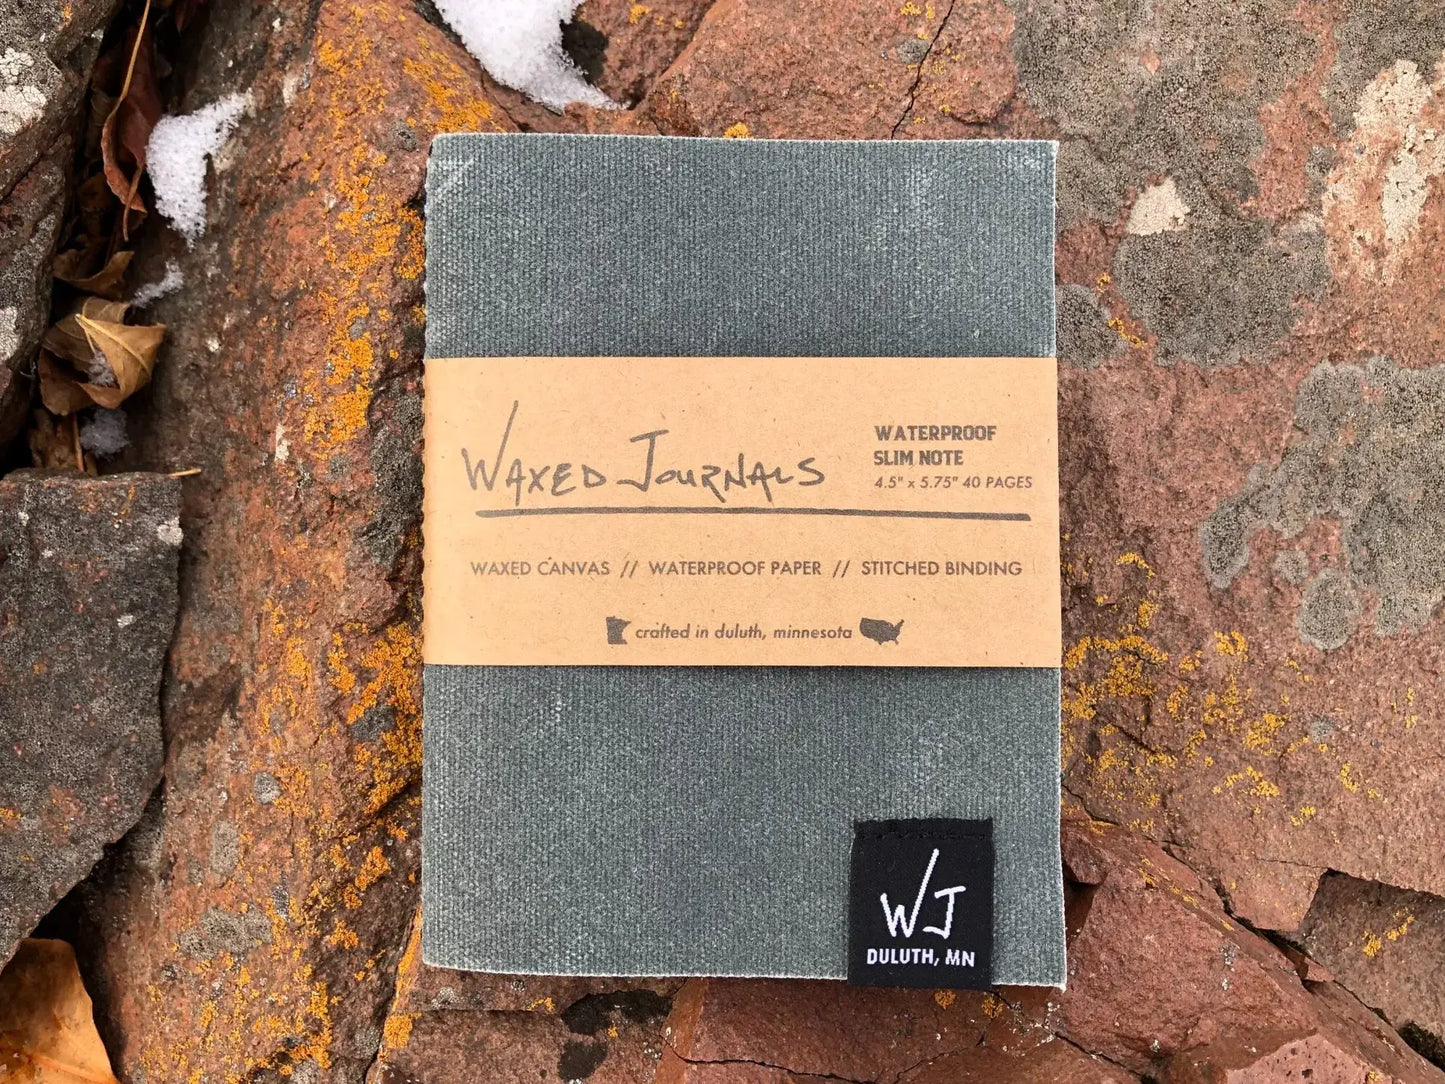 WAXED JOURNALS
WATERPROOF
SLIM NOTE
4.5" x 5.75" 40 PAGES
WAXED CANVAS // WATERPROOF PAPER // STITCHED BINDING
crafted in duluth, minnesota
WJ
DULUTH, MN